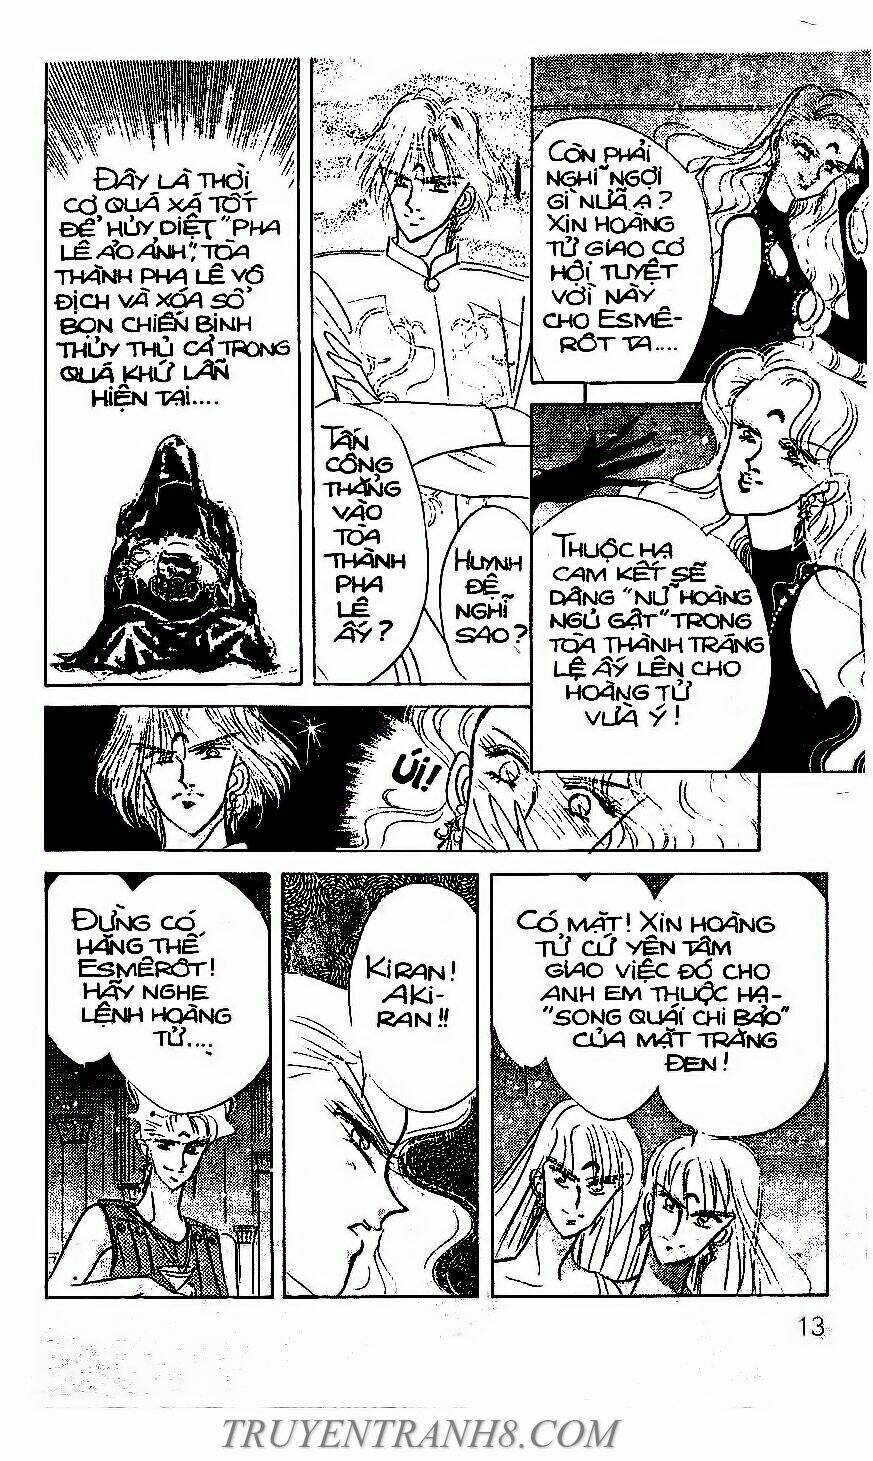 ĐÂY LÀ THỜI
CƠ QUÁ XÁ TỐT
ĐỂ HỦY DIỆT "PHA
LÊ ẢO ẢNH", TÒA
THÀNH PHA LÊ VÔ
ĐỊCH VÀ XÓA SỔ
BỌN CHIẾN BINH
THỦY THỦ CẢ TRONG
QUÁ KHỨ LẪN
HIỆN TẠI....
TẤN
CÔNG
THẲNG
VÀO
TÒA
THÀNH
PHA
LÊ
ẤY?
HUYNH
ĐỆ
NGHĨ
SAO?
CÒN PHẢI
NGHĨ NGỢI
GÌ NỮA Ạ?
XIN HOÀNG
TỬ GIAO CƠ
HỘI TUYỆT
VỜI NÀY
CHO ESMÊ-
RÔT TA....
THUỘC HẠ
CAM KẾT SẼ
DÂNG "NỮ HOÀNG
NGỦ GẬT" TRONG
TÒA THÀNH TRÁNG
LỆ ẤY LÊN CHO
HOÀNG TỬ
VỪA Ý!
ÚI!
ĐỪNG CÓ
HĂNG THẾ
ESMÊRÔT!
HÃY NGHE
LỆNH HOÀNG
TỬ....
KIRAN!
AKI-
RAN!!
CÓ MẶT! XIN HOÀNG
TỬ CỨ YÊN TÂM
GIAO VIỆC ĐÓ CHO
ANH EM THUỘC HẠ-
"SONG QUÁI CHI BẢO"
CỦA MẶT TRĂNG
ĐEN!
13
TRUYENTRANH8.COM